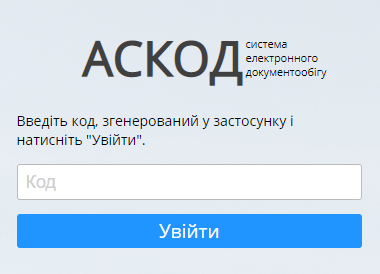 АСКОД
система
електронного
документообігу
Введіть код, згенерований у застосунку і
натисніть "Увійти".
Код
Увійти